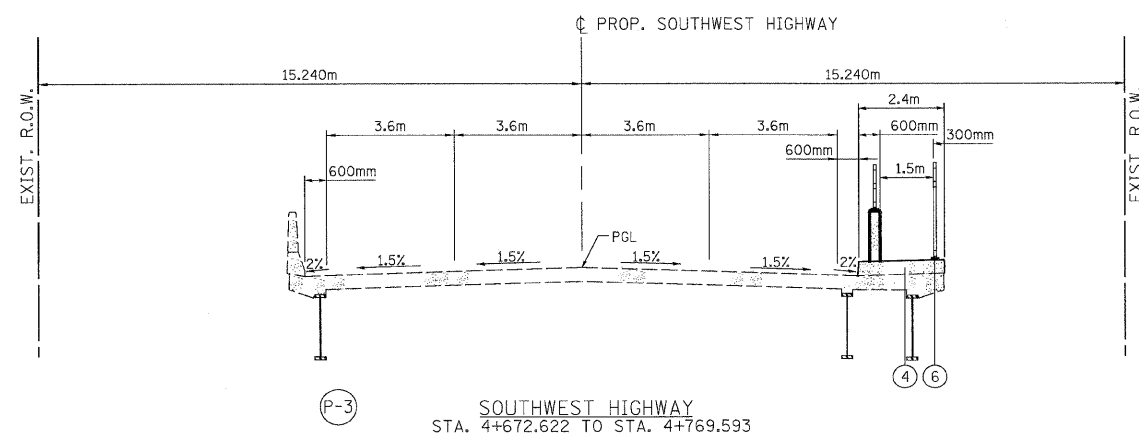 ℄ PROP. SOUTHWEST HIGHWAY
15.240m 15.240m
EXIST. R.O.W.
EXIST. R.O.W.
2.4m
3.6m 3.6m 3.6m 3.6m
600mm 300mm
600mm
600mm
1.5m
PGL
2% 1.5% 1.5% 1.5% 1.5% 2%
4 6
P-3
SOUTHWEST HIGHWAY
STA. 4+672.622 TO STA. 4+769.593